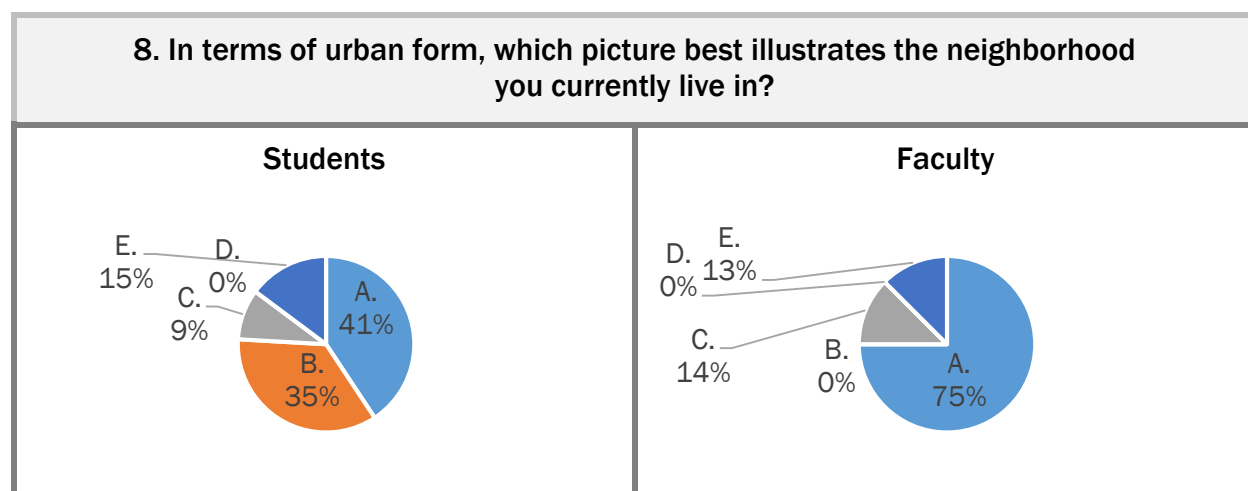 8. In terms of urban form, which picture best illustrates the neighborhood
you currently live in?
Students
E.
15%
D.
0%
C.
9%
A.
41%
B.
35%
Faculty
D.
0%
E.
13%
C.
14%
B.
0%
A.
75%